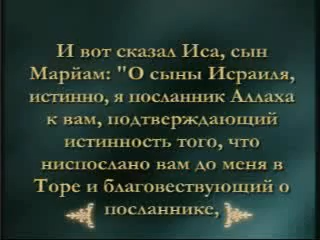 И вот сказал Иса, сын
Марйам: "О сыны Исраиля,
истинно, я посланник Аллаха
к вам, подтверждающий
истинность того, что
ниспослано вам до меня в
Торе и благовествующий о
посланнике,